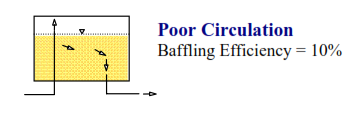 Poor Circulation
Baffling Efficiency = 10%